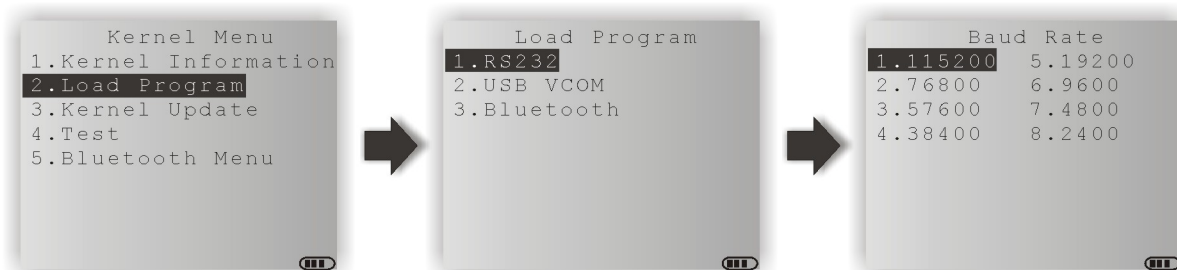 Kernel Menu
1.Kernel Information
2.Load Program
3.Kernel Update
4.Test
5.Bluetooth Menu
Load Program
1.RS232
2.USB VCOM
3.Bluetooth
Baud Rate
1.115200 5.19200
2.76800 6.9600
3.57600 7.4800
4.38400 8.2400